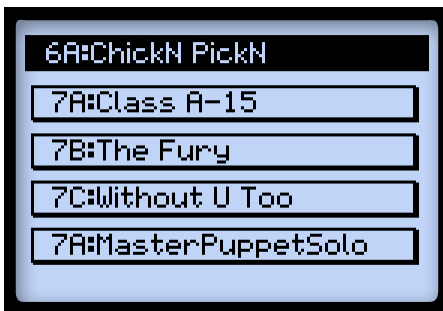 6A:ChickN PickN
7A:Class A-15
7B:The Fury
7C:Without U Too
7A:MasterPuppetSolo